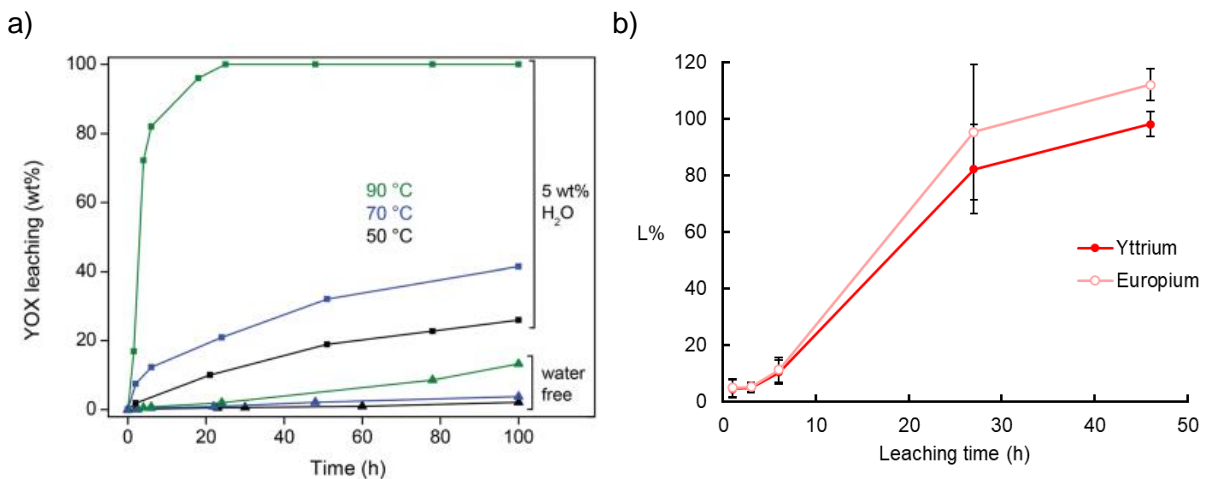 a)
YOX leaching (wt%)
100
80
60
40
20
0
90 °C
70 °C
50 °C
5 wt%
H₂O
water
free
0
20
40
60
80
100
Time (h)
b)
L%
120
100
80
60
40
20
0
Yttrium
Europium
0
10
20
30
40
50
Leaching time (h)